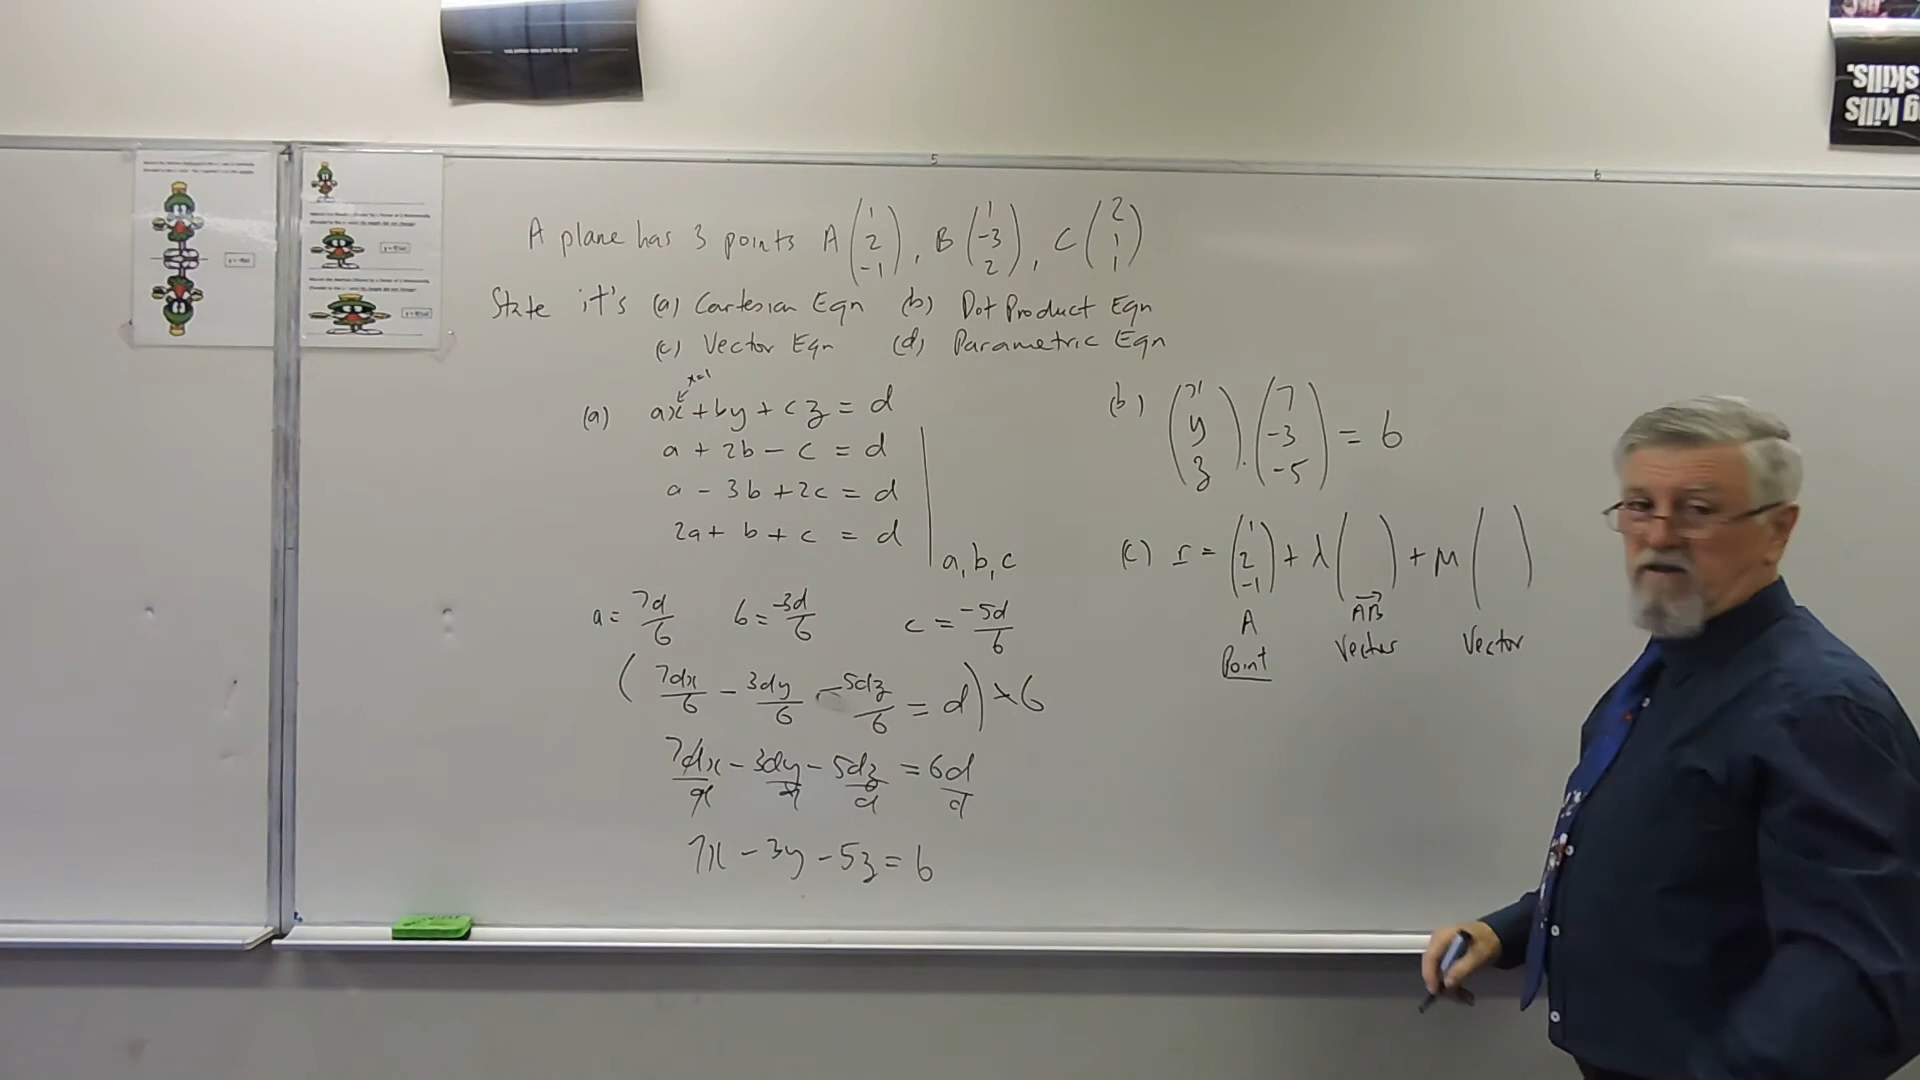 skills.
g kills
5
6
A plane has 3 points A (1 2 -1), B (1 -3 2), C (2 1 1)
State it's (a) Cartesian Eqn (b) Dot Product Eqn
(c) Vector Eqn (d) Parametric Eqn
x=1
(a) ax + by + cz = d
a + 2b - c = d
a - 3b + 2c = d
2a + b + c = d
a, b, c
a = 7d/6 b = -3d/6 c = -5d/6
(7dx/6 - 3dy/6 - 5dz/6 = d) × 6
7dx/d - 3dy/d - 5dz/d = 6d/d
7x - 3y - 5z = 6
(b) (x y z) . (7 -3 -5) = 6
(c) r = (1 2 -1) + λ ( ) + μ ( )
A AB
Point Vector Vector